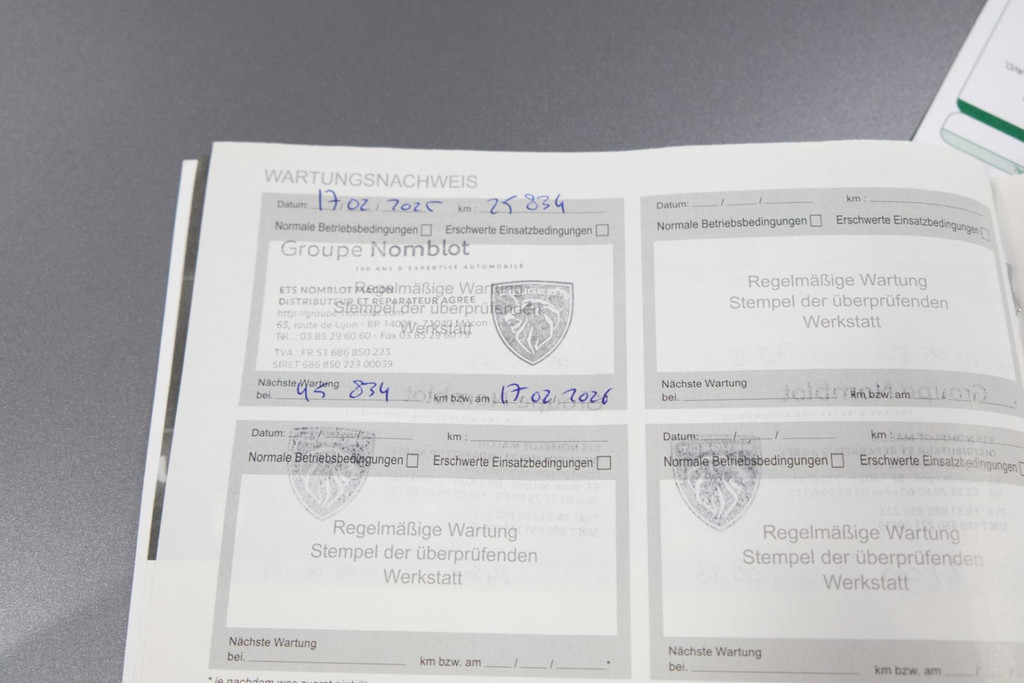 WARTUNGSNACHWEIS
Datum: 17/02/2025 km: 25 834
Normale Betriebsbedingungen Erschwerte Einsatzbedingungen
Groupe Nomblot
100 ANS D'EXPERTISE AUTOMOBILE
Regelmäßige Wartung
Stempel der überprüfenden
Werkstatt
ETS NOMBLOT MACON
DISTRIBUTEUR ET REPARATEUR AGREE
63, route de Lyon - BP
Tél. : 03 85 29 60 60 - Fax 03 85 29 60 79
TVA : FR 51 686 850 223
SIRET 686 850 223 00039
Nächste Wartung
bei. 45 834 km bzw. am 17/02/2026
Datum: / / km :
Normale Betriebsbedingungen Erschwerte Einsatzbedingungen
Regelmäßige Wartung
Stempel der überprüfenden
Werkstatt
Nächste Wartung
bei. km bzw. am
Datum: / / km :
Normale Betriebsbedingungen Erschwerte Einsatzbedingungen
Regelmäßige Wartung
Stempel der überprüfenden
Werkstatt
Nächste Wartung
bei. km bzw. am / / *
Datum: / / km :
Normale Betriebsbedingungen Erschwerte Einsatzbedingungen
Regelmäßige Wartung
Stempel der überprüfenden
Werkstatt
Nächste Wartung
bei. km bzw. am / /